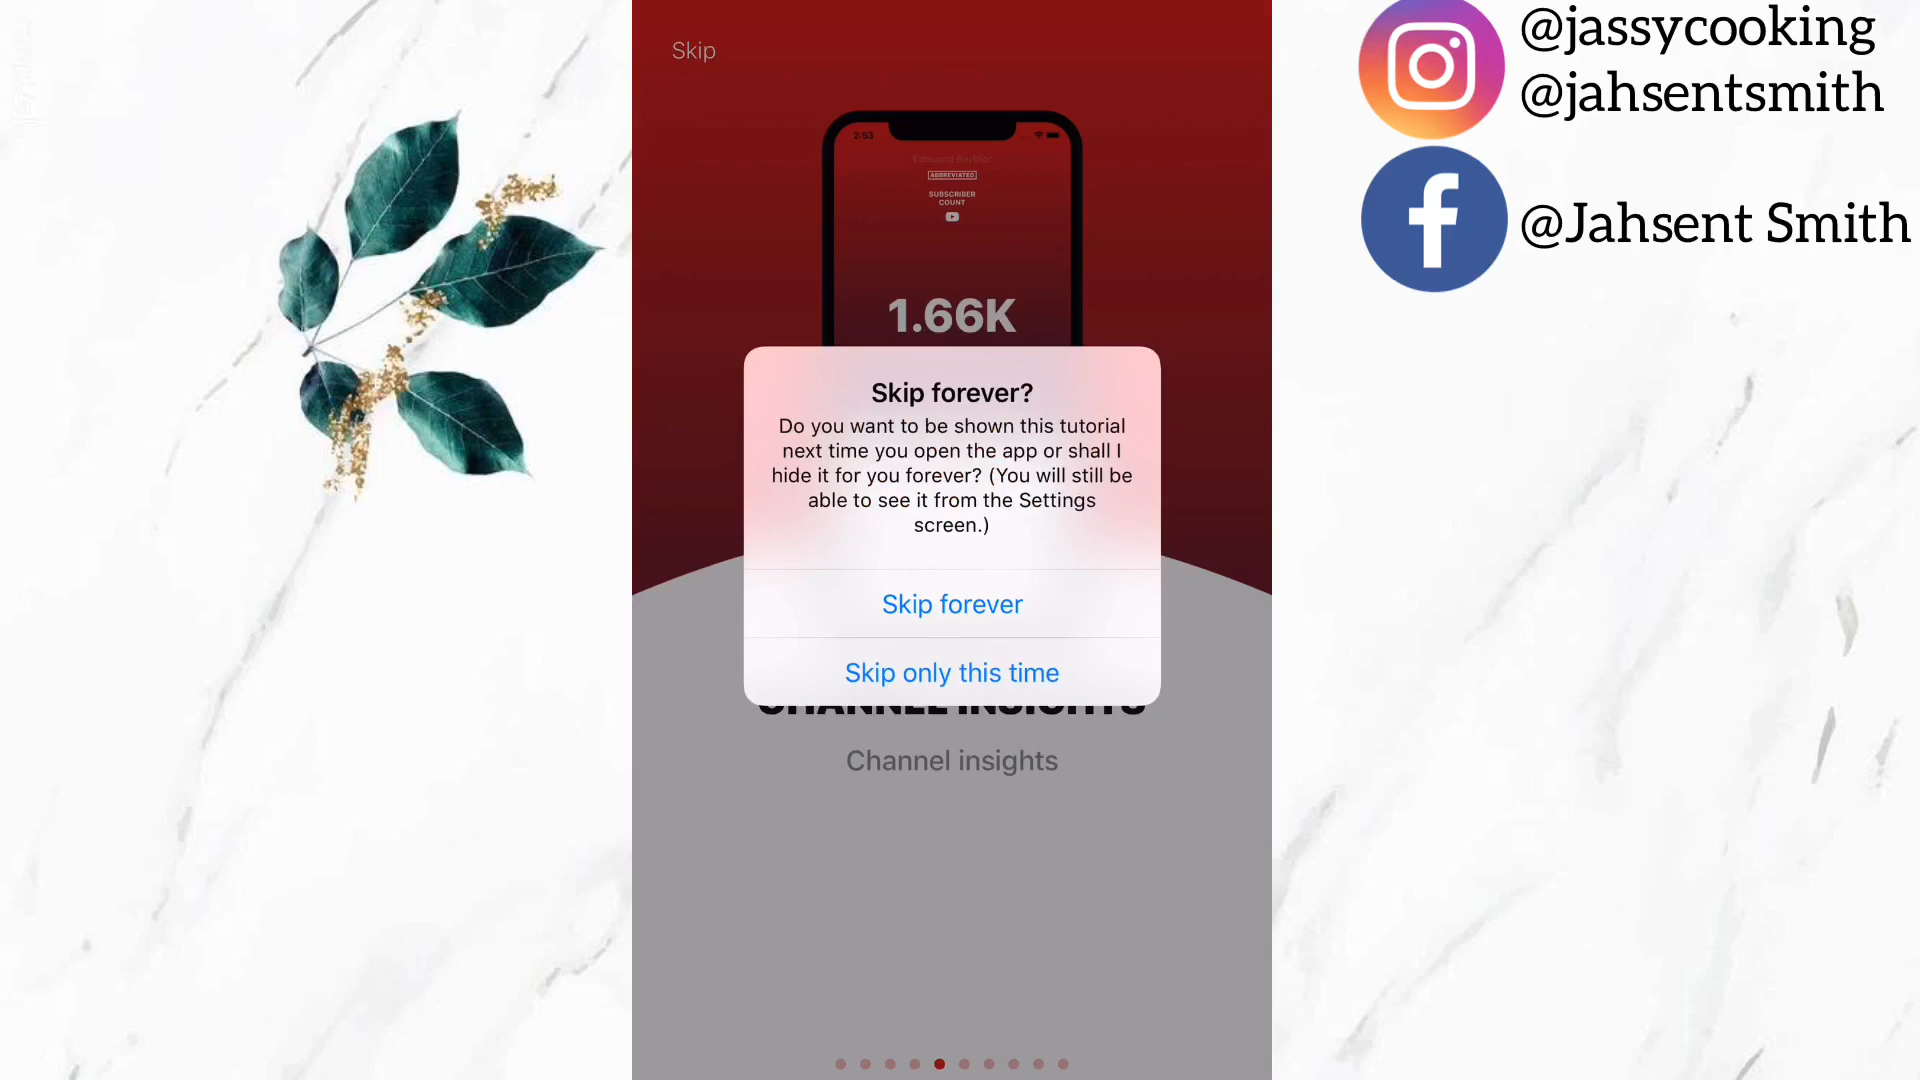 Skip
2:53
Edouard Barbier
ABBREVIATED
SUBSCRIBER
COUNT
1.66K
Skip forever?
Do you want to be shown this tutorial
next time you open the app or shall I
hide it for you forever? (You will still be
able to see it from the Settings
screen.)
Skip forever
Skip only this time
CHANNEL INSIGHTS
Channel insights
@jassycooking
@jahsentsmith
@Jahsent Smith